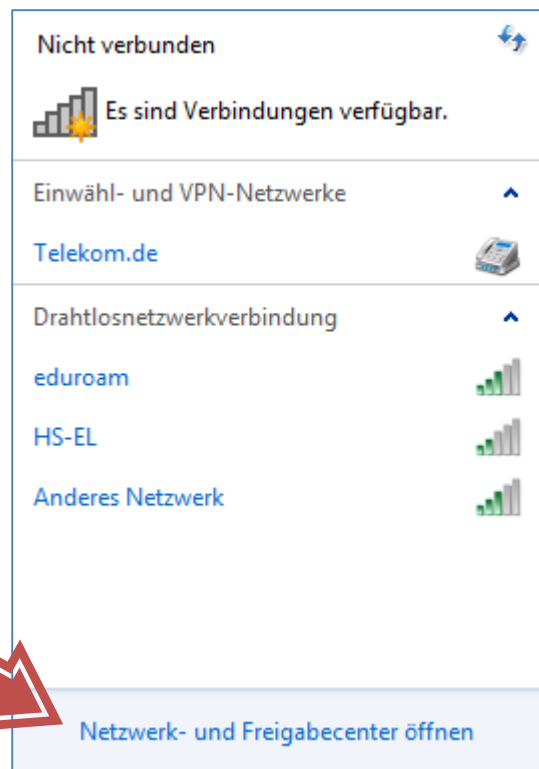 Nicht verbunden
Es sind Verbindungen verfügbar.
Einwähl- und VPN-Netzwerke
Telekom.de
Drahtlosnetzwerkverbindung
eduroam
HS-EL
Anderes Netzwerk
Netzwerk- und Freigabecenter öffnen